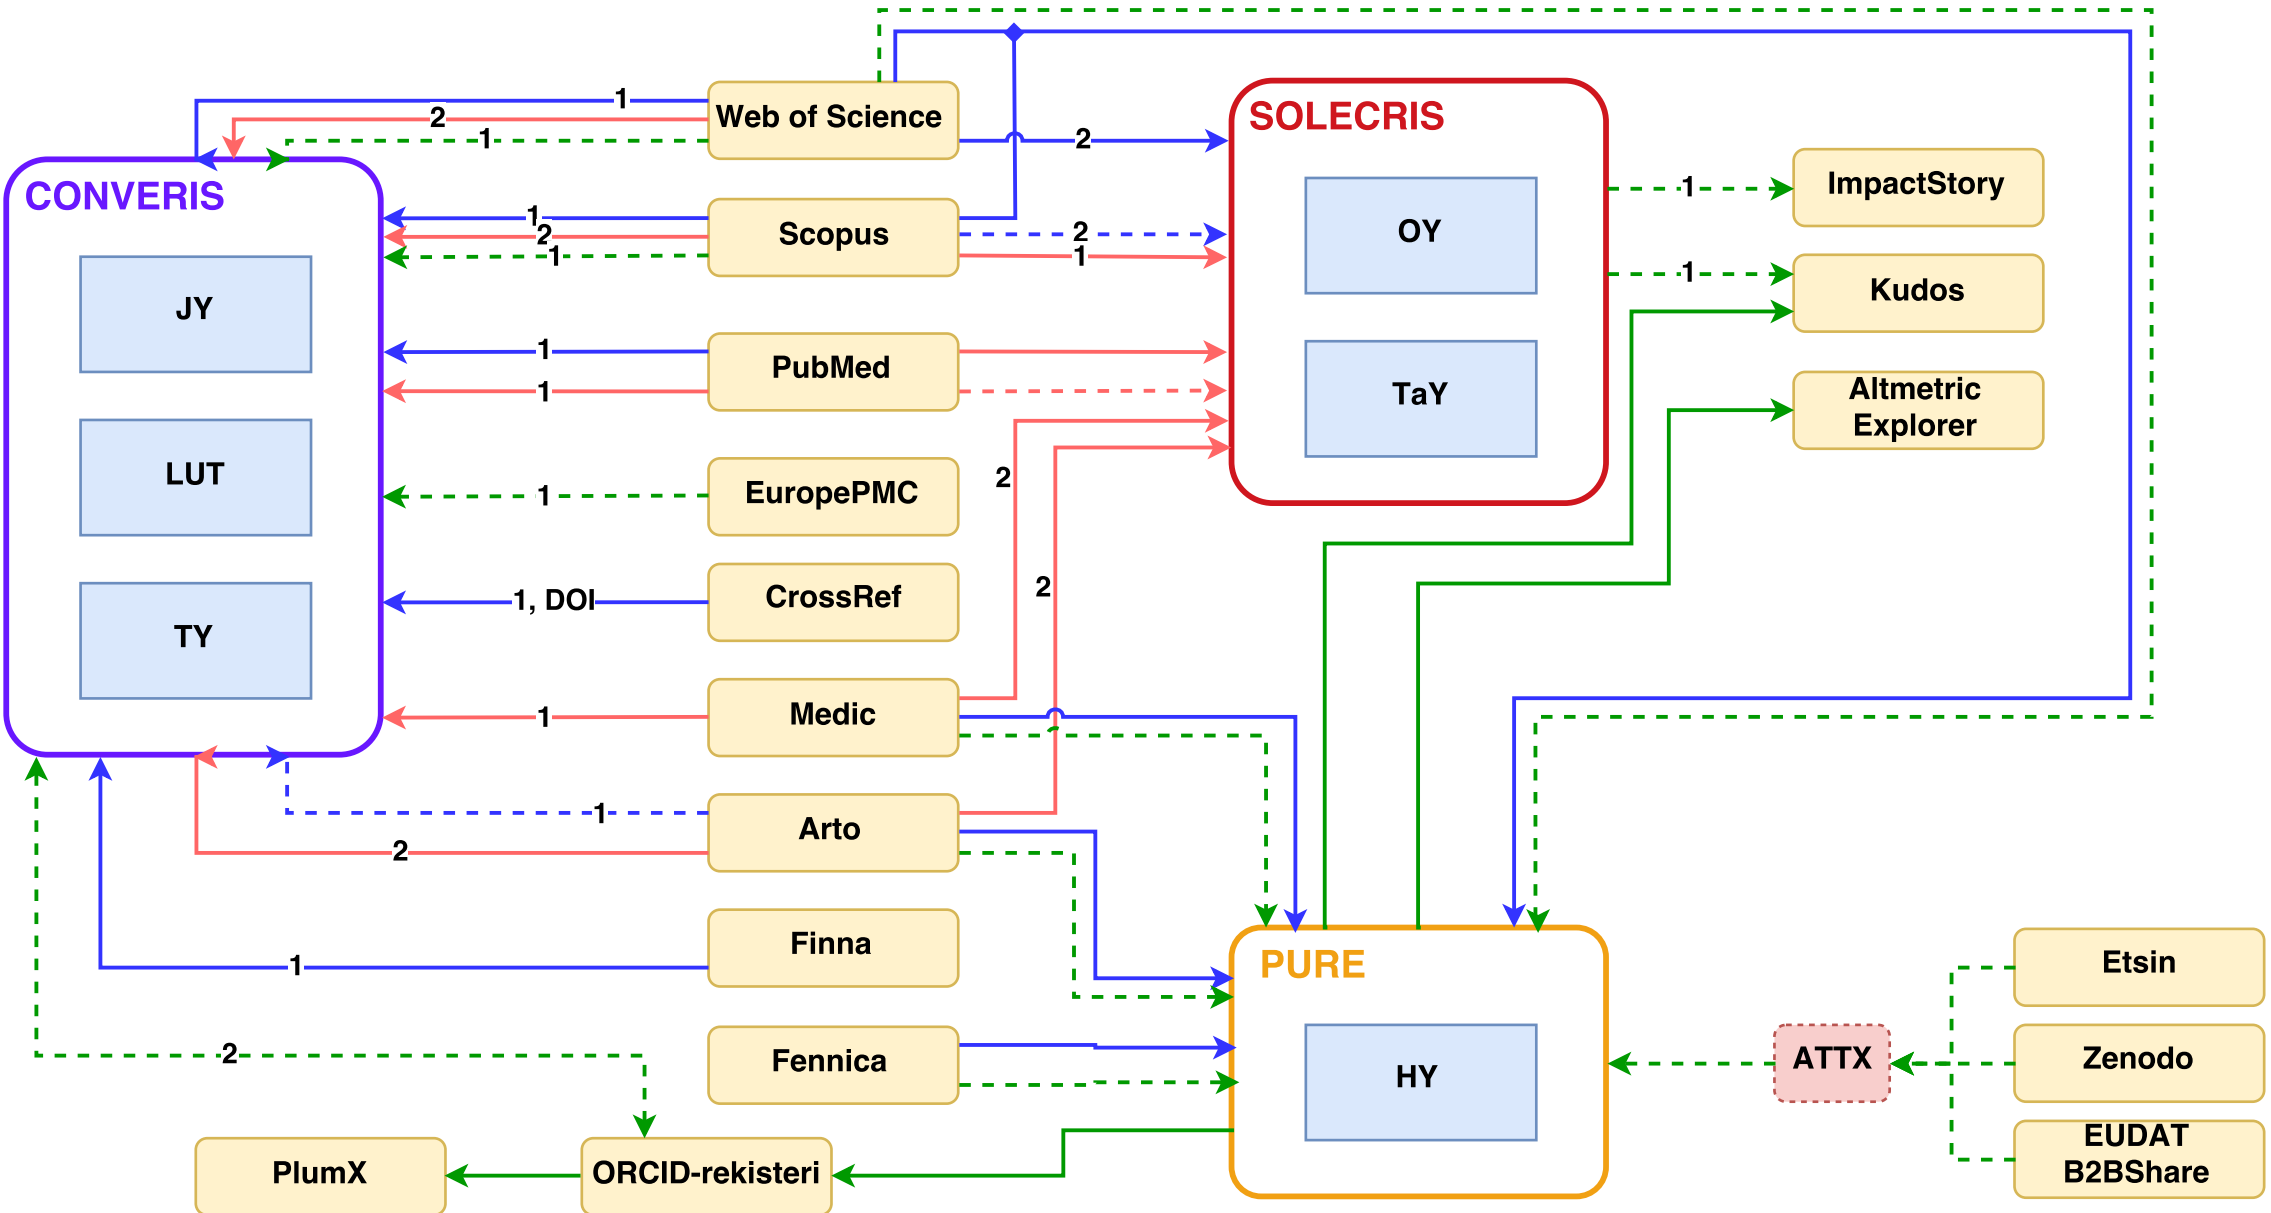 1
Web of Science
2
1
2
SOLECRIS
CONVERIS
1
Scopus
2
2
1
1
OY
1
ImpactStory
1
Kudos
JY
1
PubMed
1
TaY
Altmetric
Explorer
LUT
1
EuropePMC
2
1, DOI
CrossRef
2
TY
1
Medic
1
Arto
2
Finna
1
PURE
Etsin
2
Fennica
HY
ATTX
Zenodo
PlumX
ORCID-rekisteri
EUDAT
B2BShare